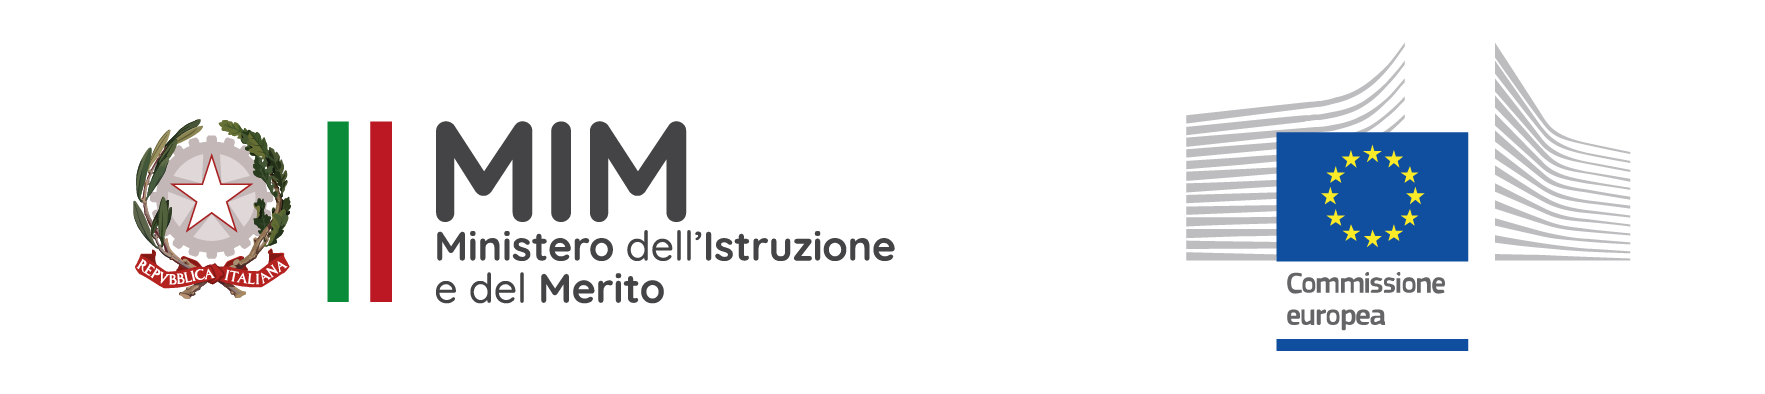 REPVBBLICA ITALIANA
MIM
Ministero dell'Istruzione
e del Merito
Commissione
europea